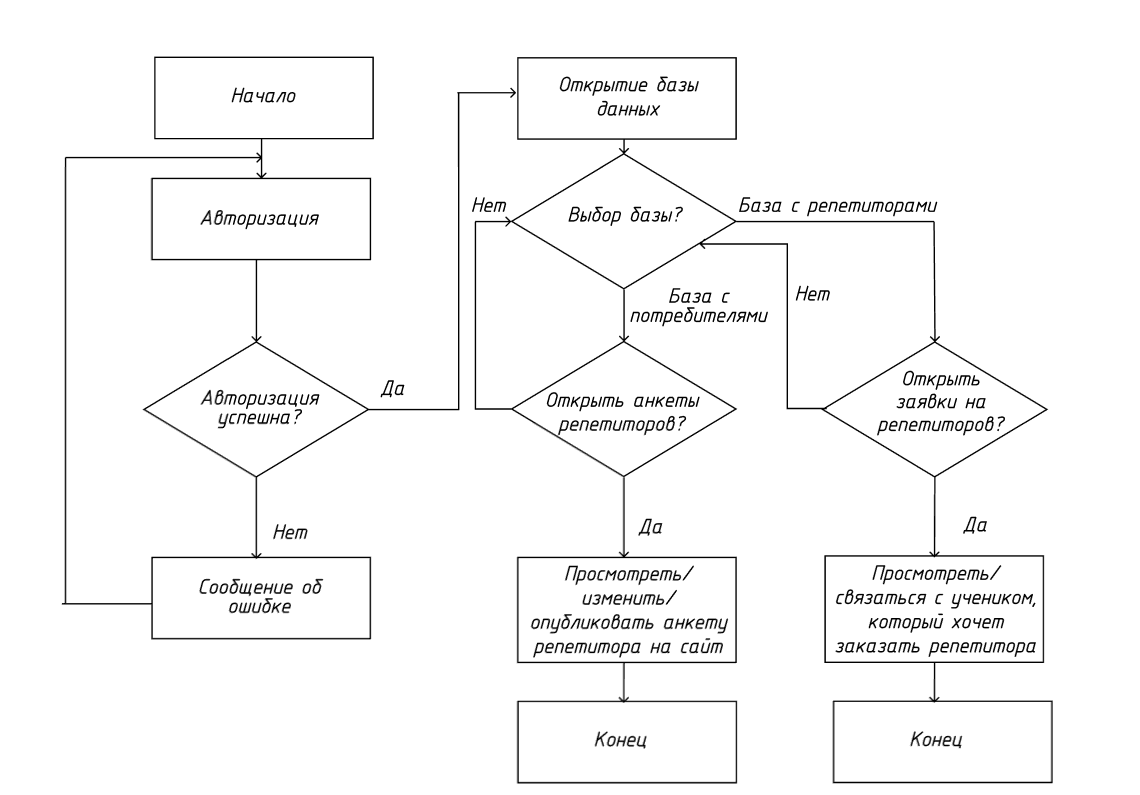 Начало
Авторизация
Авторизация
успешна?
Да
Нет
Сообщение об
ошибке
Открытие базы
данных
Выбор базы?
Нет
База с репетиторами
База с
потребителями
Нет
Открыть анкеты
репетиторов?
Открыть
заявки на
репетиторов?
Да
Да
Просмотреть/
изменить/
опубликовать анкету
репетитора на сайт
Просмотреть/
связаться с учеником,
который хочет
заказать репетитора
Конец
Конец